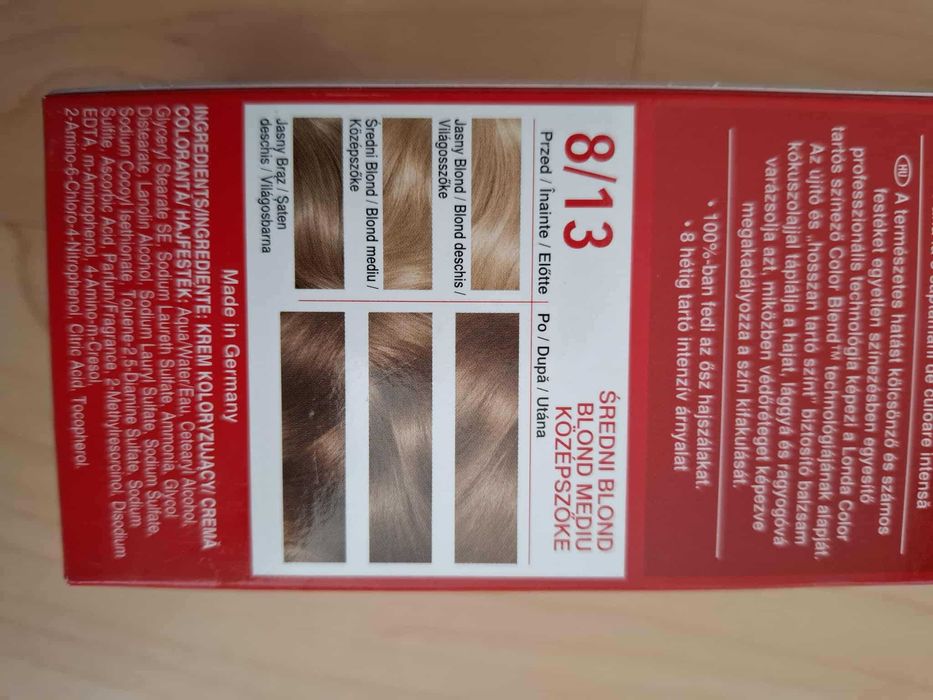 de culoare intensă
HU A természetes hatást kölcsönző és számos
festéket egyetlen színezésben egyesítő
professzionális technológia képezi a Londa Color
tartós színező Color Blend™ technológiájának alapját.
Az újító és „hosszan tartó szint" biztosító balzsam
kókuszolajjal táplálja a hajat, lággyá és ragyogóvá
varázsolja azt, miközben védőréteget képezve
megakadályozza a szín kifakulását.
• 100%-ban fedi az ősz hajszálakat.
• 8 hétig tartó intenzív árnyalat
8/13
ŚREDNI BLOND
BLOND MEDIU
KÖZÉPSZŐKE
Przed / Înainte / Előtte
Po / După / Utána
Jasny Blond / Blond deschis /
Világosszőke
Średni Blond / Blond mediu /
Középszőke
Jasny Brąz / Şaten
deschis / Világosbarna
Made in Germany
INGREDIENTS/INGREDIENTE: KREM KOLORYZUJĄCY CREMĂ
COLORANTĂ HAJFESTÉK: Aqua/Water/Eau, Cetearyl Alcohol,
Glyceryl Stearate SE, Sodium Laureth Sulfate, Ammonia, Glycol
Distearate, Lanolin Alcohol, Sodium Lauryl Sulfate, Sodium Sulfate,
Sodium Cocoyl Isethionate, Toluene-2,5-Diamine Sulfate, Sodium
Sulfite, Ascorbic Acid, Parfum/Fragrance, 2-Methylresorcinol, Disodium
EDTA, m-Aminophenol, 4-Amino-m-Cresol,
2-Amino-6-Chloro-4-Nitrophenol, Citric Acid, Tocopherol.